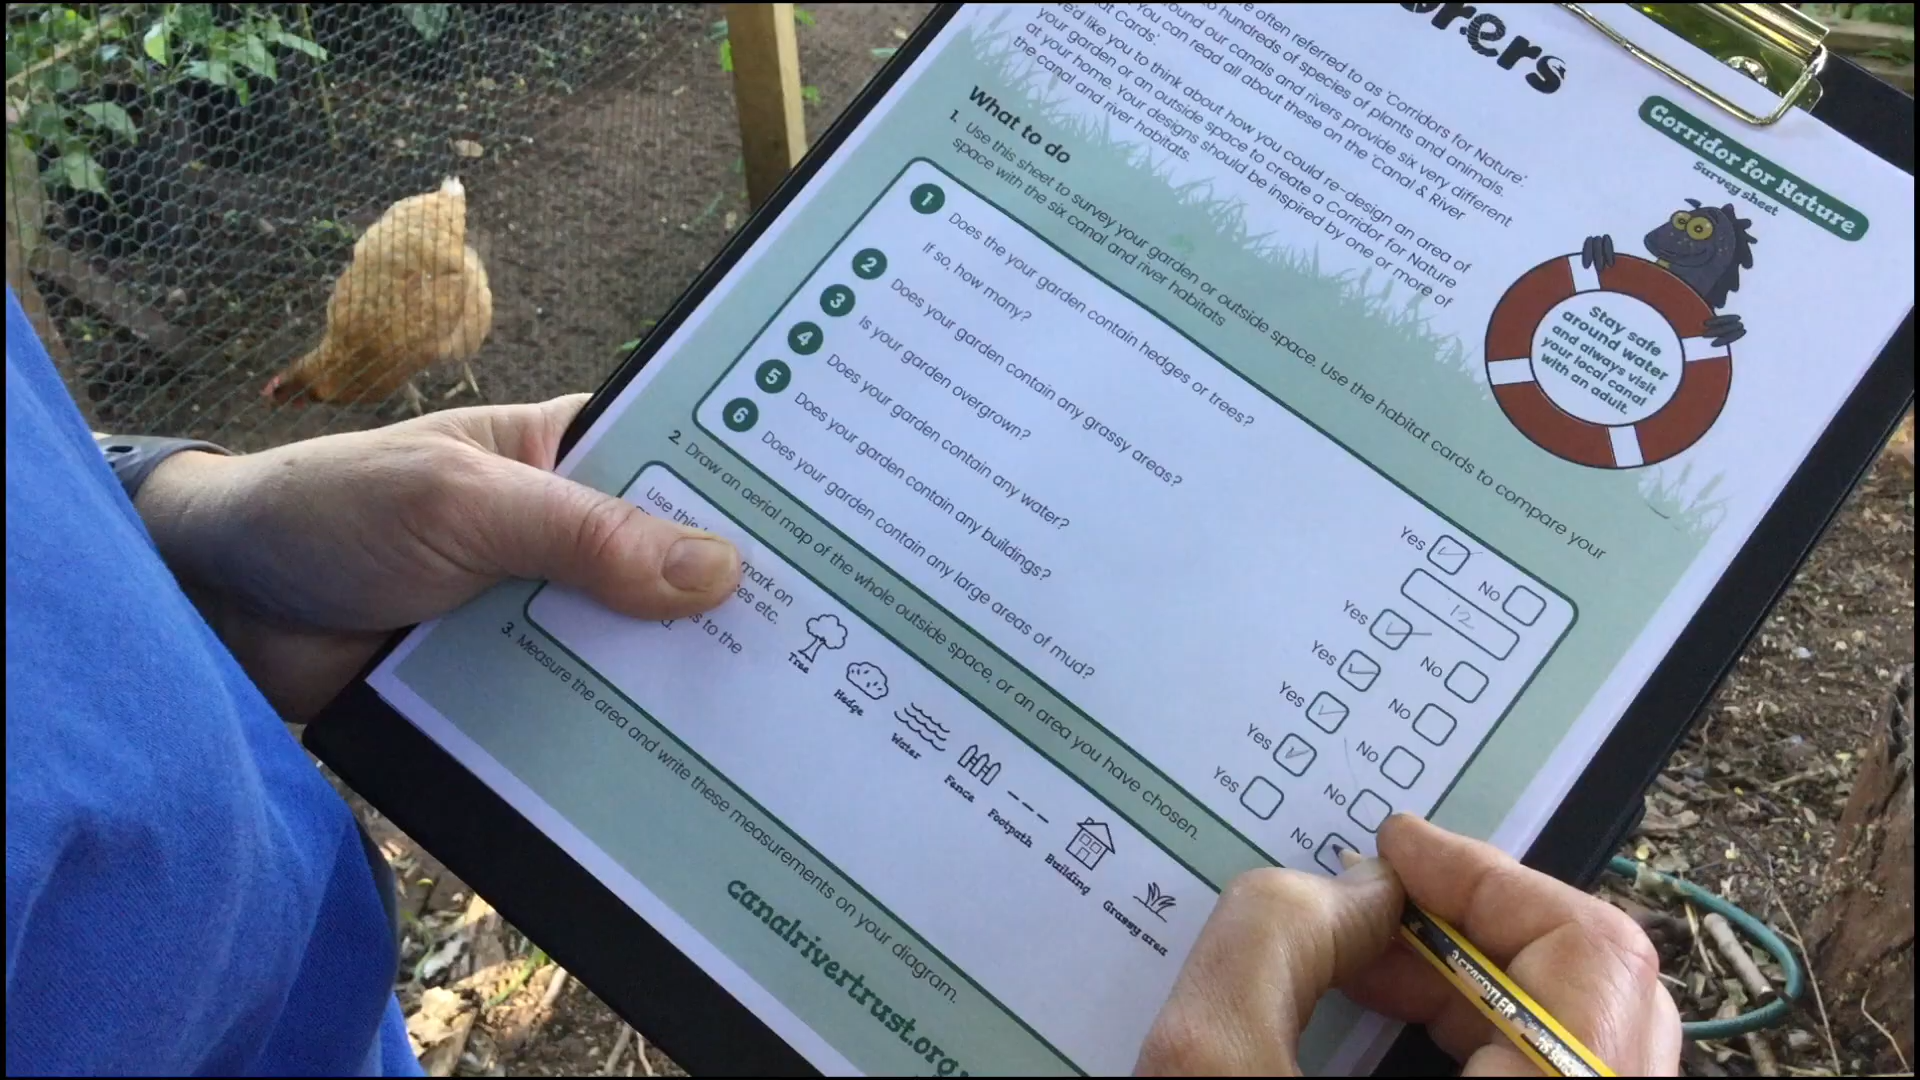 orers
Corridor for Nature
Survey sheet
often referred to as 'Corridors for Nature'.
to hundreds of species of plants and animals.
our canals and rivers provide six very different
You can read all about these on the 'Canal & River
at Cards'.
like you to think about how you could re-design an area of
your garden or an outside space to create a Corridor for Nature
at your home. Your designs should be inspired by one or more of
the canal and river habitats.
Stay safe
around water
and always visit
your local canal
with an adult.
What to do
1. Use this sheet to survey your garden or outside space. Use the habitat cards to compare your
space with the six canal and river habitats
1 Does the your garden contain hedges or trees? Yes ✓ No
If so, how many? 12
2 Does your garden contain any grassy areas? Yes ✓ No
3 Is your garden overgrown? Yes ✓ No
4 Does your garden contain any water? Yes ✓ No
5 Does your garden contain any buildings? Yes ✓ No
6 Does your garden contain any large areas of mud? Yes No
2. Draw an aerial map of the whole outside space, or an area you have chosen.
Use this mark on
etc.
to the
Tree
Hedge
Water
Fence
Footpath
Building
Grassy area
3. Measure the area and write these measurements on your diagram.
canalrivertrust.org.
STAEDTLER